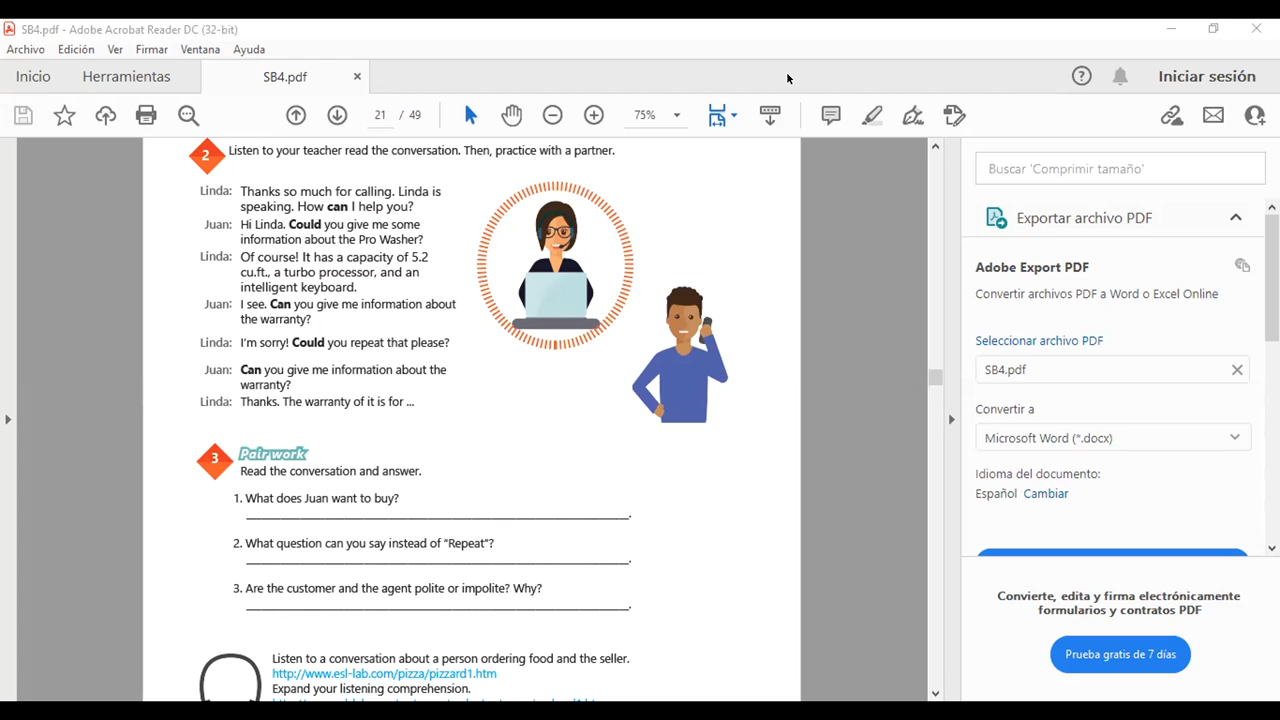 SB4.pdf - Adobe Acrobat Reader DC (32-bit)
Archivo Edición Ver Firmar Ventana Ayuda
Inicio Herramientas SB4.pdf × Iniciar sesión
21 / 49 75%
2 Listen to your teacher read the conversation. Then, practice with a partner.
Linda: Thanks so much for calling. Linda is
speaking. How can I help you?
Juan: Hi Linda. Could you give me some
information about the Pro Washer?
Linda: Of course! It has a capacity of 5.2
cu.ft., a turbo processor, and an
intelligent keyboard.
Juan: I see. Can you give me information about
the warranty?
Linda: I'm sorry! Could you repeat that please?
Juan: Can you give me information about the
warranty?
Linda: Thanks. The warranty of it is for ...
3 Pair work
Read the conversation and answer.
1. What does Juan want to buy?
2. What question can you say instead of "Repeat"?
3. Are the customer and the agent polite or impolite? Why?
Listen to a conversation about a person ordering food and the seller.
http://www.esl-lab.com/pizza/pizzard1.htm
Expand your listening comprehension.
Buscar 'Comprimir tamaño'
Exportar archivo PDF
Adobe Export PDF
Convertir archivos PDF a Word o Excel Online
Seleccionar archivo PDF
SB4.pdf
Convertir a
Microsoft Word (*.docx)
Idioma del documento:
Español Cambiar
Convierte, edita y firma electrónicamente
formularios y contratos PDF
Prueba gratis de 7 días